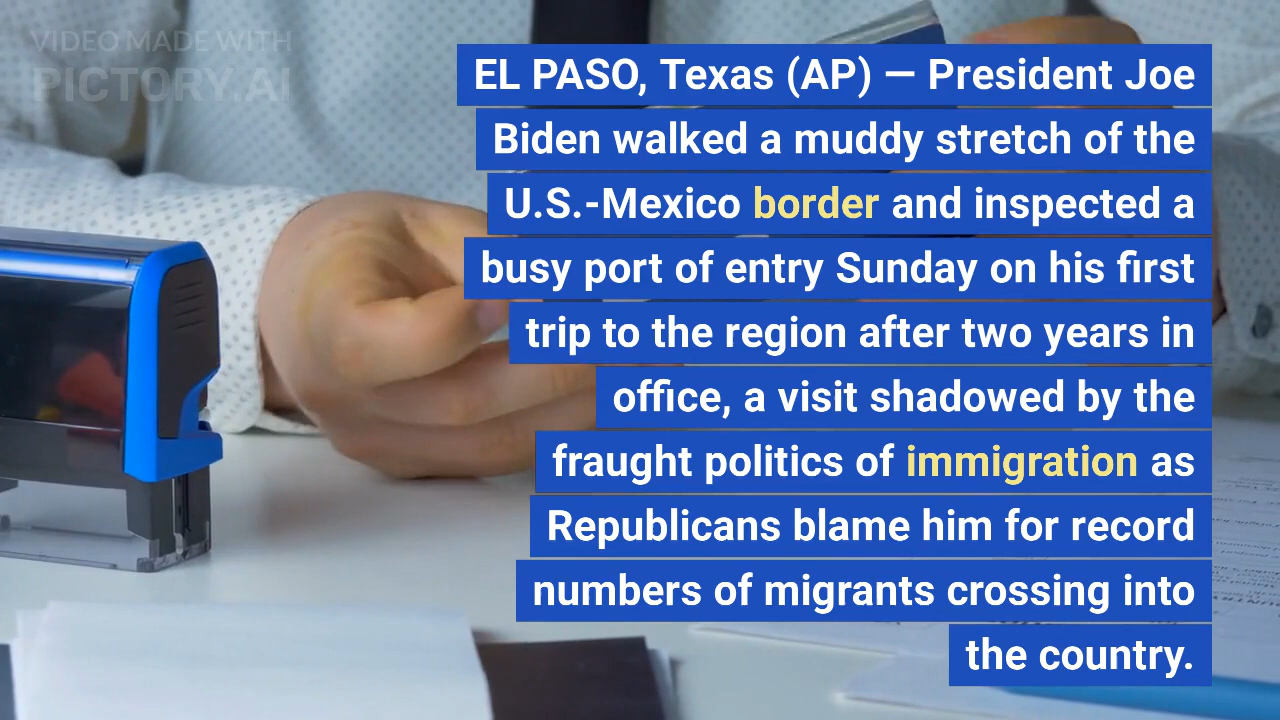 VIDEO MADE WITH
PICTORY.AI
EL PASO, Texas (AP) — President Joe
Biden walked a muddy stretch of the
U.S.-Mexico border and inspected a
busy port of entry Sunday on his first
trip to the region after two years in
office, a visit shadowed by the
fraught politics of immigration as
Republicans blame him for record
numbers of migrants crossing into
the country.